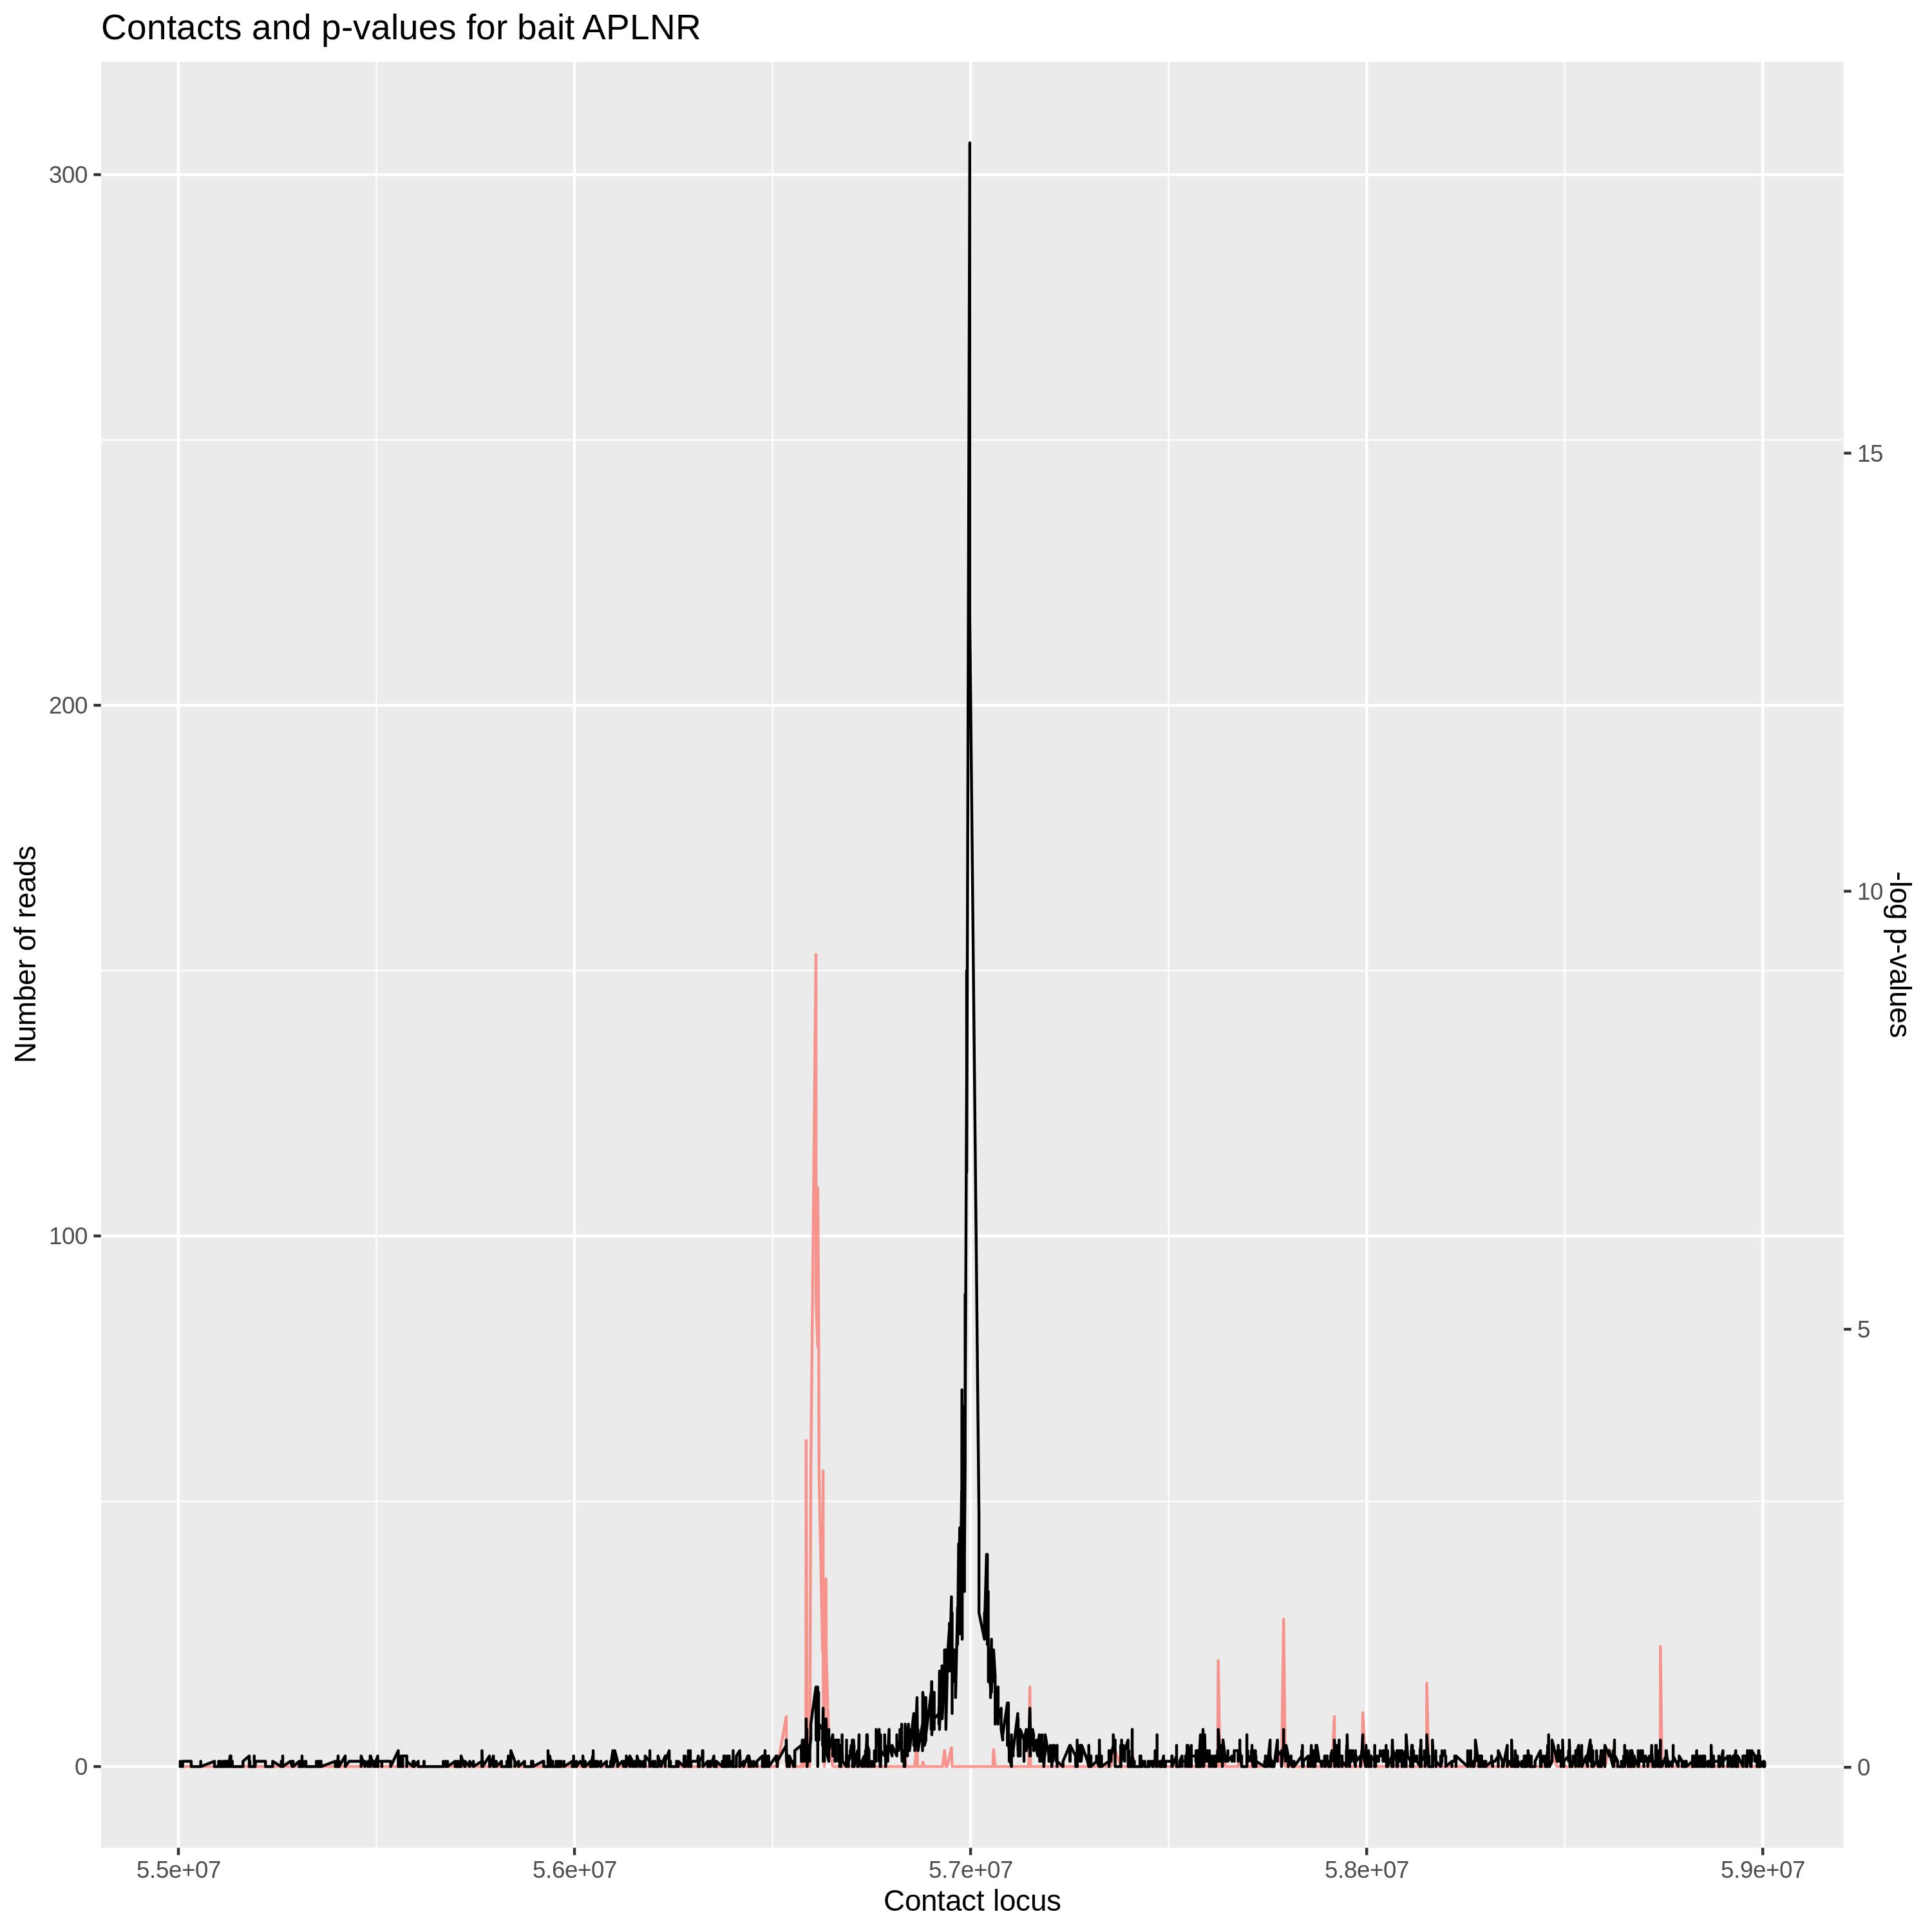 Contacts and p-values for bait APLNR
300
200
100
0
Number of reads
15
10
5
0
-log p-values
5.5e+07
5.6e+07
5.7e+07
5.8e+07
5.9e+07
Contact locus